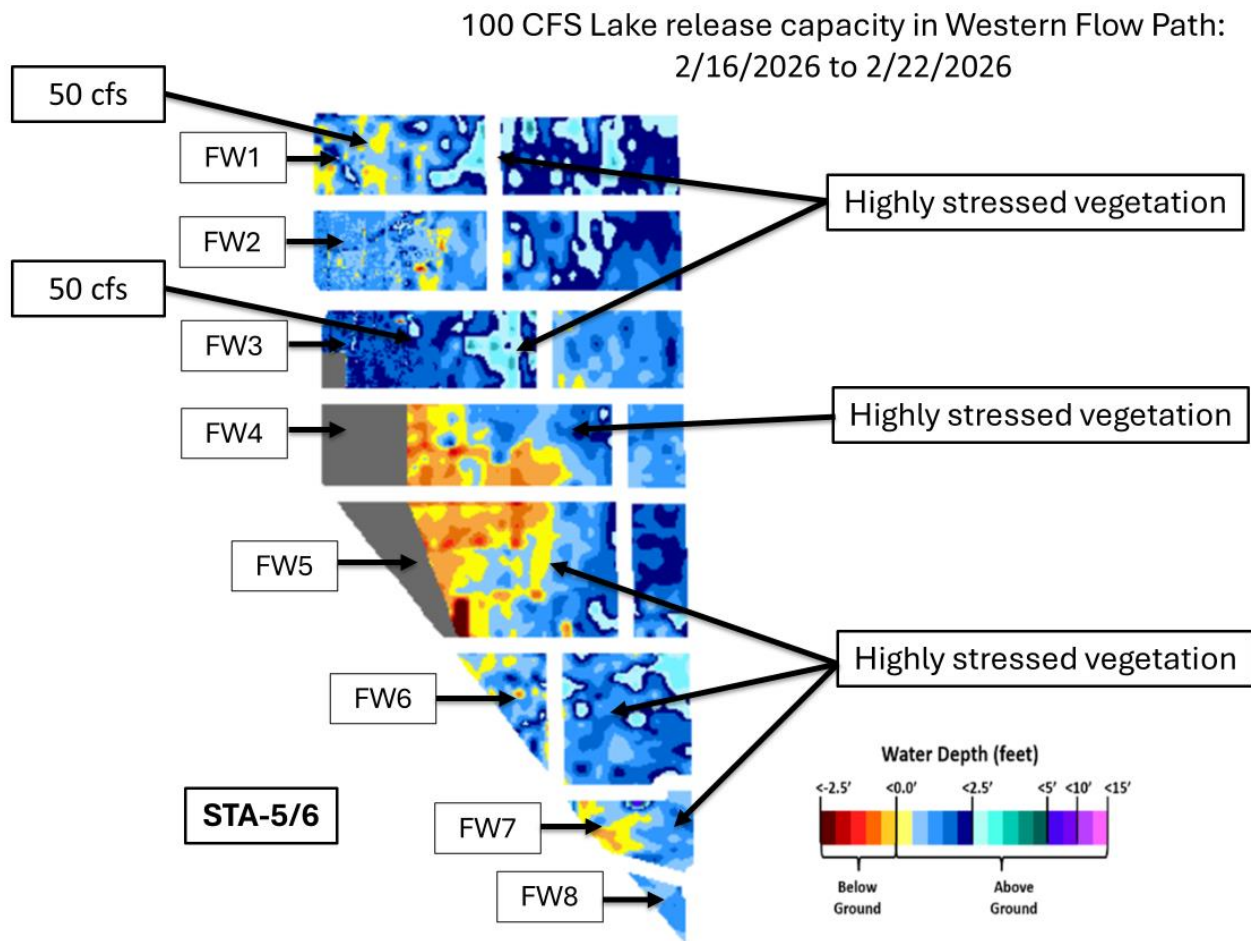 100 CFS Lake release capacity in Western Flow Path:
2/16/2026 to 2/22/2026
50 cfs
FW1
Highly stressed vegetation
FW2
50 cfs
FW3
Highly stressed vegetation
FW4
FW5
Highly stressed vegetation
FW6
STA-5/6
FW7
FW8
Water Depth (feet)
<-2.5' <0.0' <2.5' <5' <10' <15'
Below Above
Ground Ground